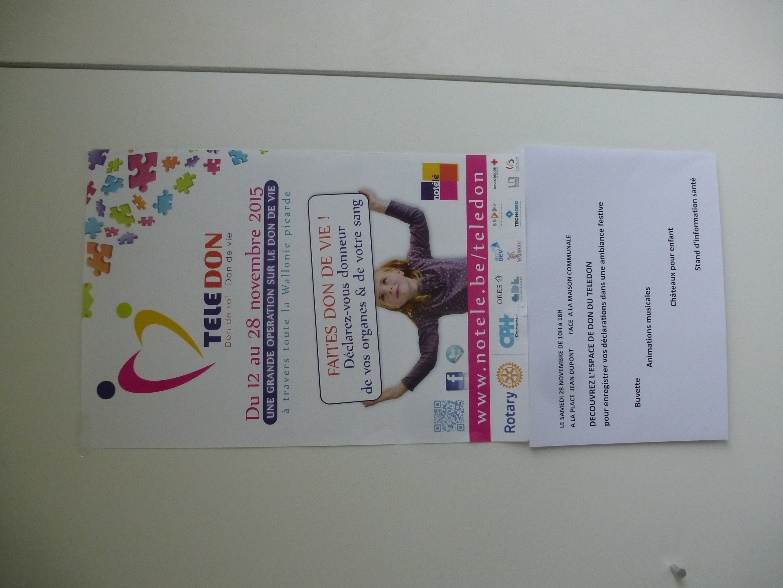 TELEDON
Don de soi Don de vie
Du 12 au 28 novembre 2015
UNE GRANDE OPERATION SUR LE DON DE VIE
à travers toute la Wallonie picarde
FAITES DON DE VIE !
Déclarez-vous donneur
de vos organes & de votre sang
notélé
www.notele.be/teledon
Rotary
ORES
LE SAMEDI 28 NOVEMBRE DE 10H à 18H
A LA PLACE JEAN DUPONT FACE A LA MAISON COMMUNALE
DECOUVREZ L'ESPACE DE DON DU TELEDON
pour enregistrer vos déclarations dans une ambiance festive
Buvette
Animations musicales
Châteaux pour enfant
Stand d'information santé